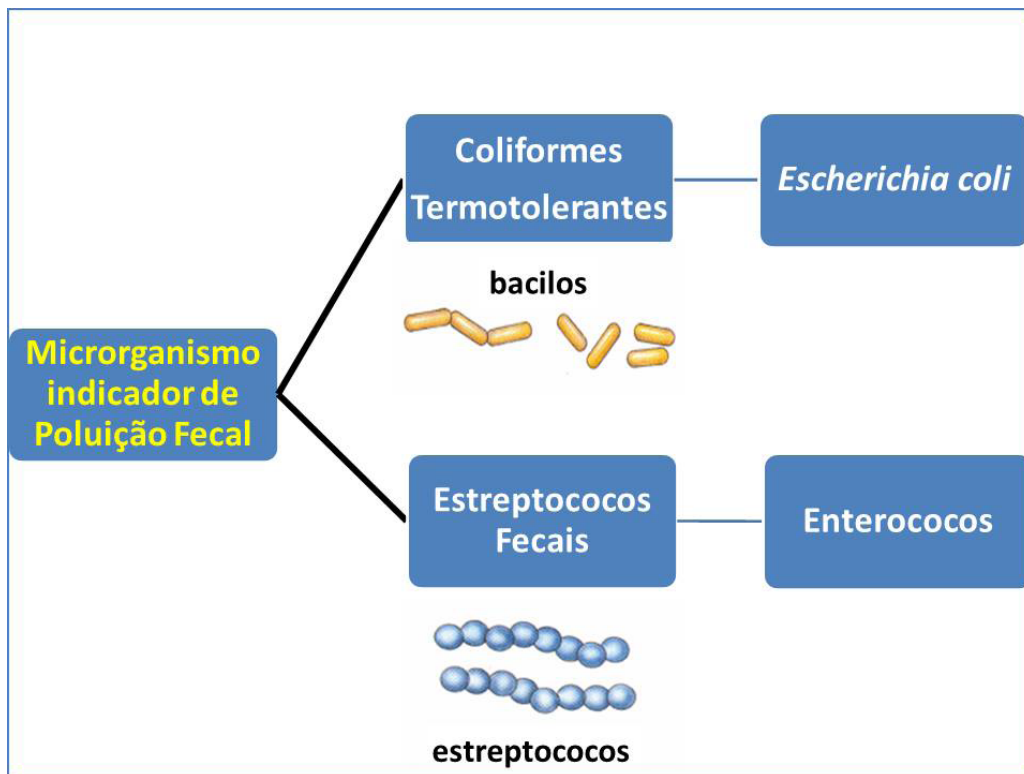 Coliformes
Termotolerantes
Escherichia coli
bacilos
Microrganismo
indicador de
Poluição Fecal
Estreptococos
Fecais
Enterococos
estreptococos